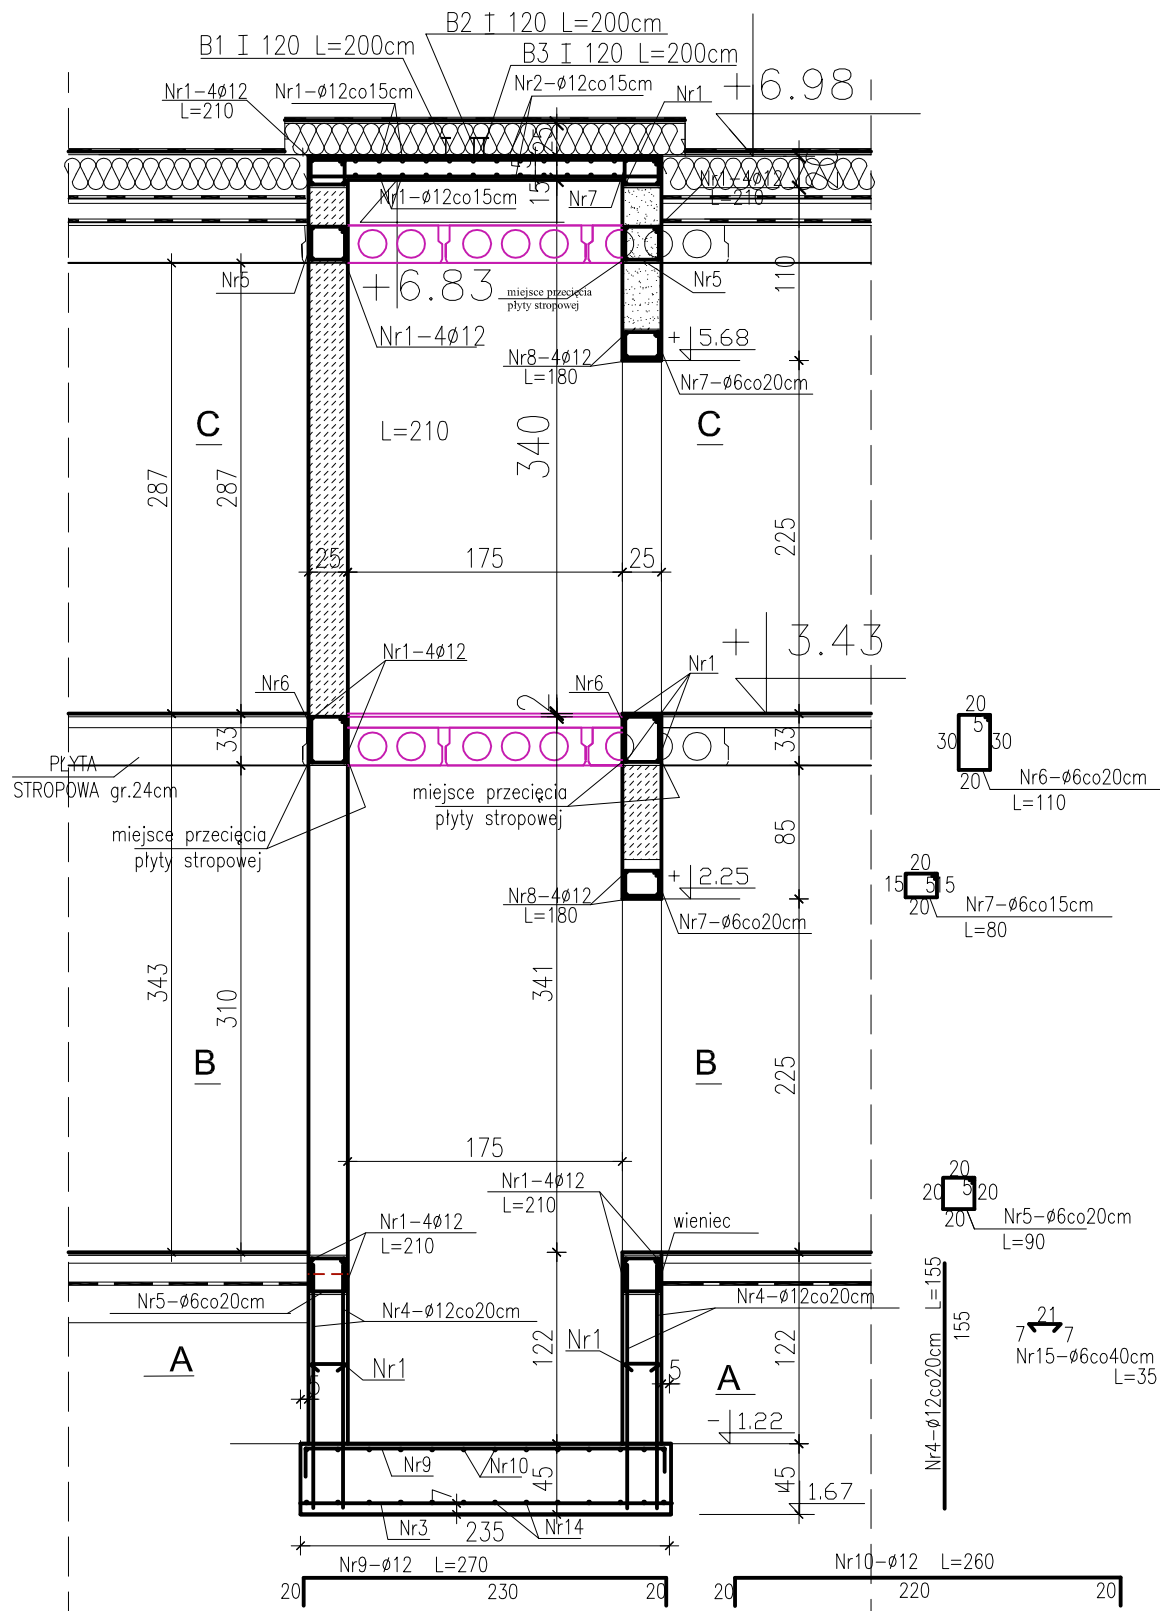 B2 I 120 L=200cm
B1 I 120 L=200cm
B3 I 120 L=200cm
Nr1-4ø12
L=210
Nr1-ø12co15cm
Nr2-ø12co15cm
Nr1
+6.98
25
15
Nr1-ø12co15cm
Nr7
Nr1-4ø12
L=210
Nr5
+6.83
miejsce przecięcia
płyty stropowej
Nr5
110
Nr1-4ø12
Nr8-4ø12
L=180
+5.68
Nr7-ø6co20cm
C
L=210
340
C
287
287
225
25
175
25
Nr1-4ø12
+3.43
Nr6
2
Nr6
Nr1
33
33
PŁYTA
STROPOWA gr.24cm
miejsce przecięcia
płyty stropowej
miejsce przecięcia
płyty stropowej
85
20
5
30
30
20
Nr6-ø6co20cm
L=110
Nr8-4ø12
L=180
+2.25
Nr7-ø6co20cm
20
15
5
15
20
Nr7-ø6co15cm
L=80
343
310
341
B
B
225
175
Nr1-4ø12
L=210
wieniec
Nr1-4ø12
L=210
20
20
5
20
20
Nr5-ø6co20cm
L=90
Nr5-ø6co20cm
Nr4-ø12co20cm
Nr4-ø12co20cm
A
Nr1
122
Nr1
5
A
122
5
Nr4-ø12co20cm L=155
155
21
7
7
Nr15-ø6co40cm
L=35
-1.22
Nr9
Nr10
45
45
7
1.67
Nr3
Nr14
235
Nr9-ø12 L=270
20
230
20
Nr10-ø12 L=260
20
220
20